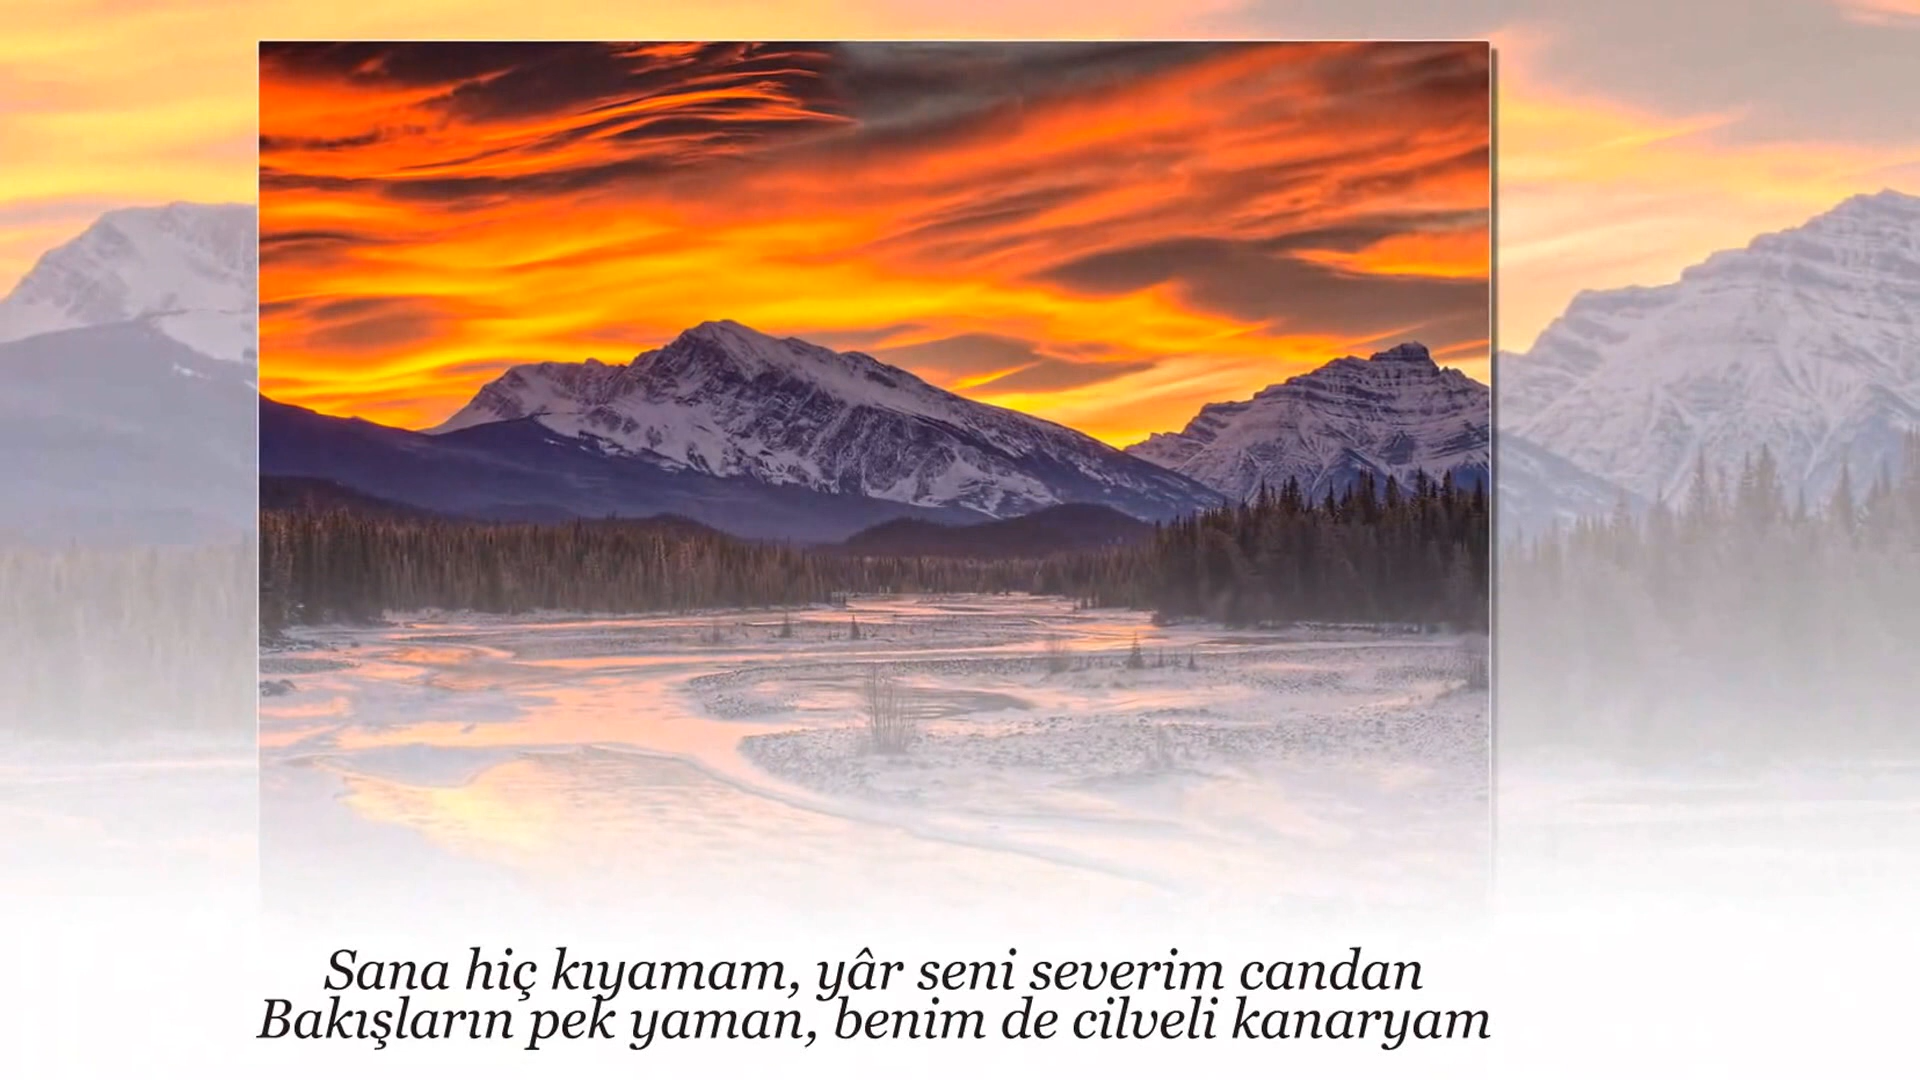 Sana hiç kıyamam, yâr seni severim candan
Bakışların pek yaman, benim de cilveli kanaryam